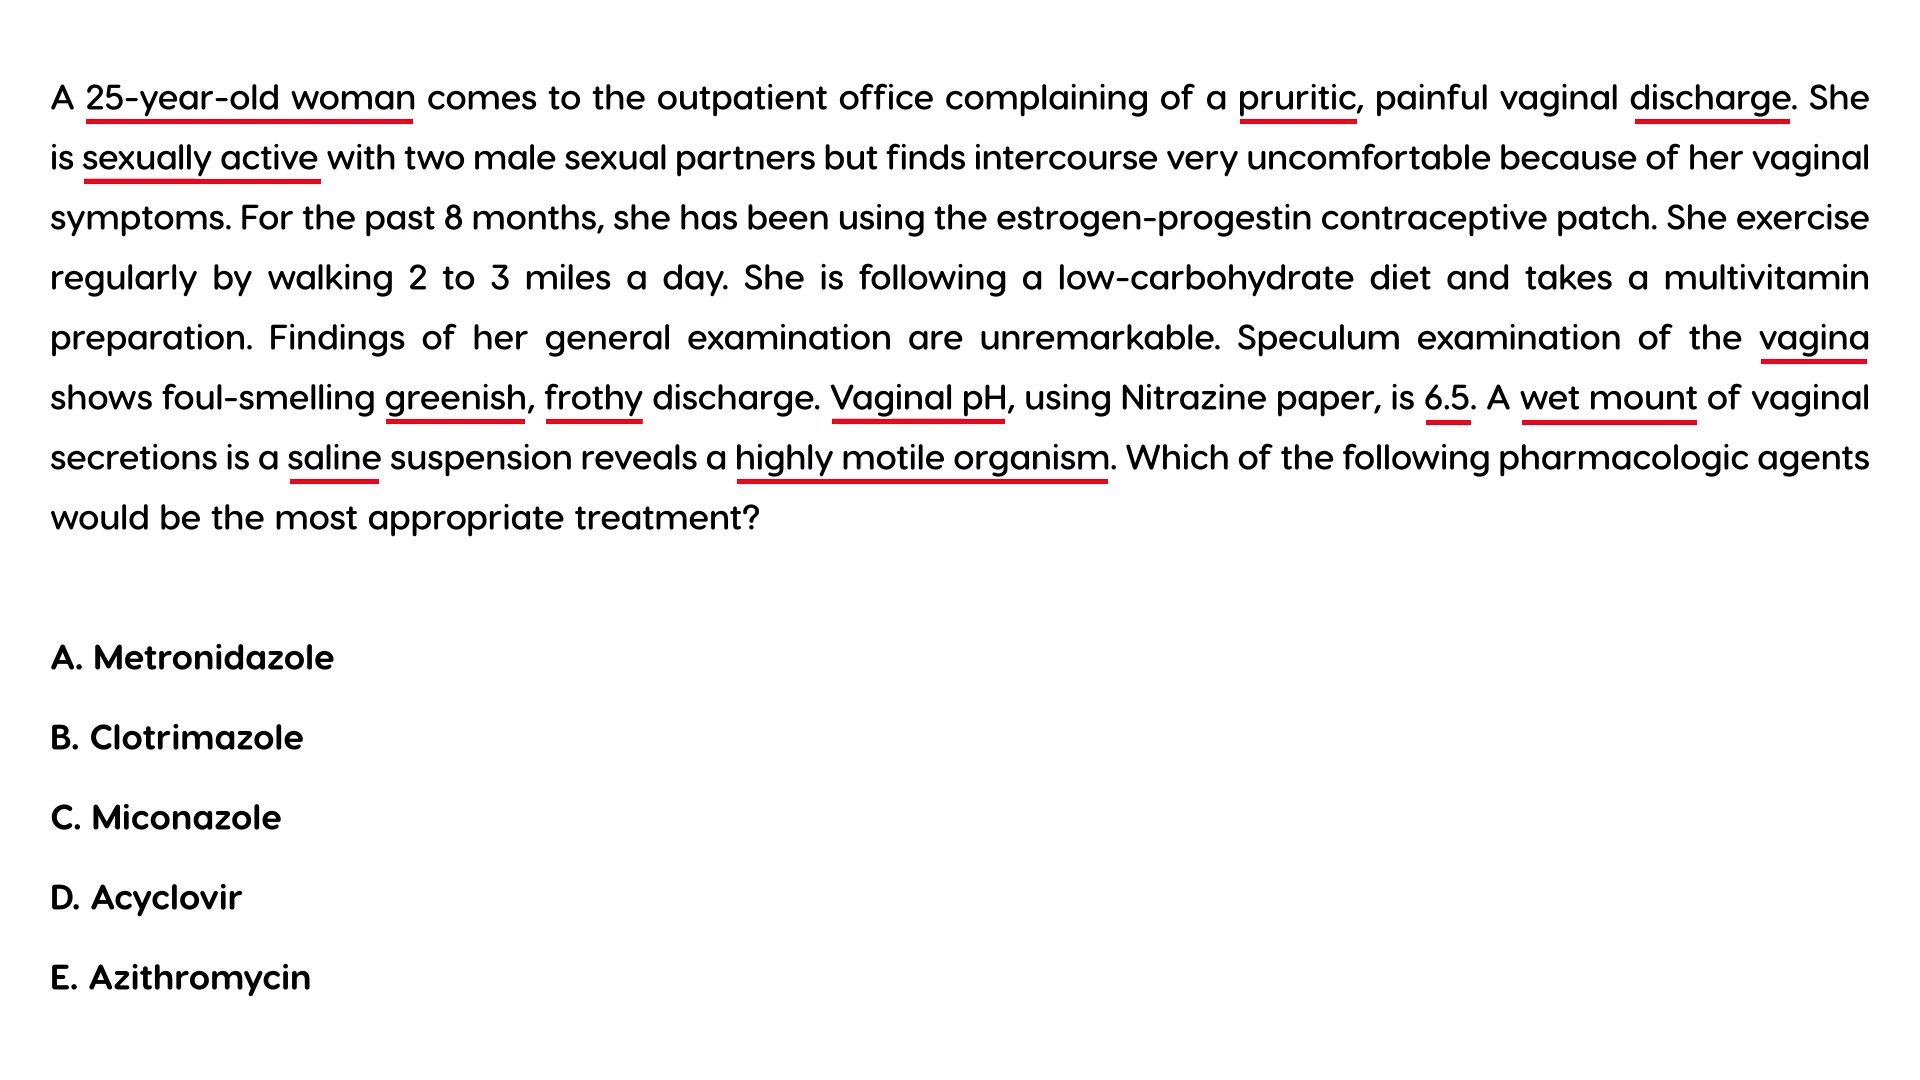 A 25-year-old woman comes to the outpatient office complaining of a pruritic, painful vaginal discharge. She
is sexually active with two male sexual partners but finds intercourse very uncomfortable because of her vaginal
symptoms. For the past 8 months, she has been using the estrogen-progestin contraceptive patch. She exercise
regularly by walking 2 to 3 miles a day. She is following a low-carbohydrate diet and takes a multivitamin
preparation. Findings of her general examination are unremarkable. Speculum examination of the vagina
shows foul-smelling greenish, frothy discharge. Vaginal pH, using Nitrazine paper, is 6.5. A wet mount of vaginal
secretions is a saline suspension reveals a highly motile organism. Which of the following pharmacologic agents
would be the most appropriate treatment?
A. Metronidazole
B. Clotrimazole
C. Miconazole
D. Acyclovir
E. Azithromycin